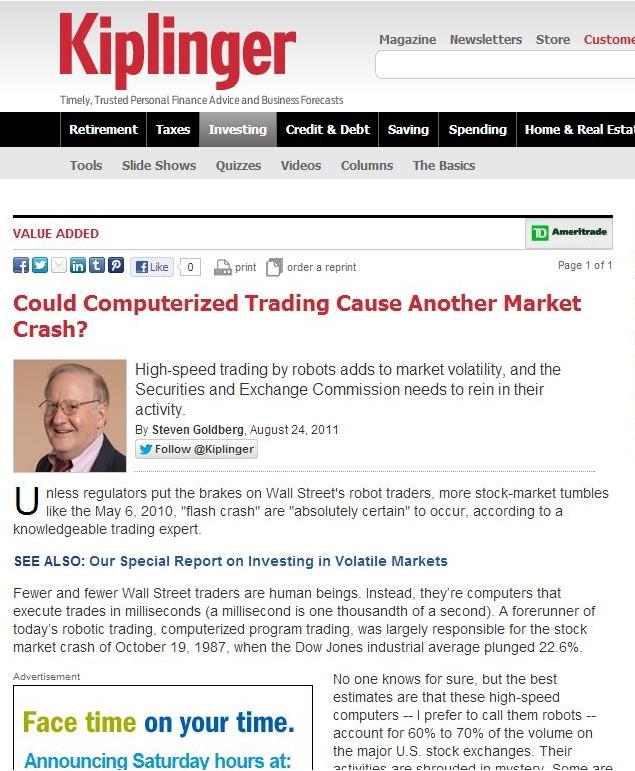 Kiplinger
Magazine Newsletters Store Custome
Timely, Trusted Personal Finance Advice and Business Forecasts
Retirement Taxes Investing Credit & Debt Saving Spending Home & Real Estat
Tools Slide Shows Quizzes Videos Columns The Basics
VALUE ADDED
TD Ameritrade
Like 0 print order a reprint Page 1 of 1
Could Computerized Trading Cause Another Market
Crash?
High-speed trading by robots adds to market volatility, and the
Securities and Exchange Commission needs to rein in their
activity.
By Steven Goldberg, August 24, 2011
Follow @Kiplinger
Unless regulators put the brakes on Wall Street's robot traders, more stock-market tumbles
like the May 6, 2010, "flash crash" are "absolutely certain" to occur, according to a
knowledgeable trading expert.
SEE ALSO: Our Special Report on Investing in Volatile Markets
Fewer and fewer Wall Street traders are human beings. Instead, they're computers that
execute trades in milliseconds (a millisecond is one thousandth of a second). A forerunner of
today's robotic trading, computerized program trading, was largely responsible for the stock
market crash of October 19, 1987, when the Dow Jones industrial average plunged 22.6%.
Advertisement
Face time on your time.
Announcing Saturday hours at:
No one knows for sure, but the best
estimates are that these high-speed
computers -- I prefer to call them robots --
account for 60% to 70% of the volume on
the major U.S. stock exchanges. Their
activities are shrouded in mystery. Some are